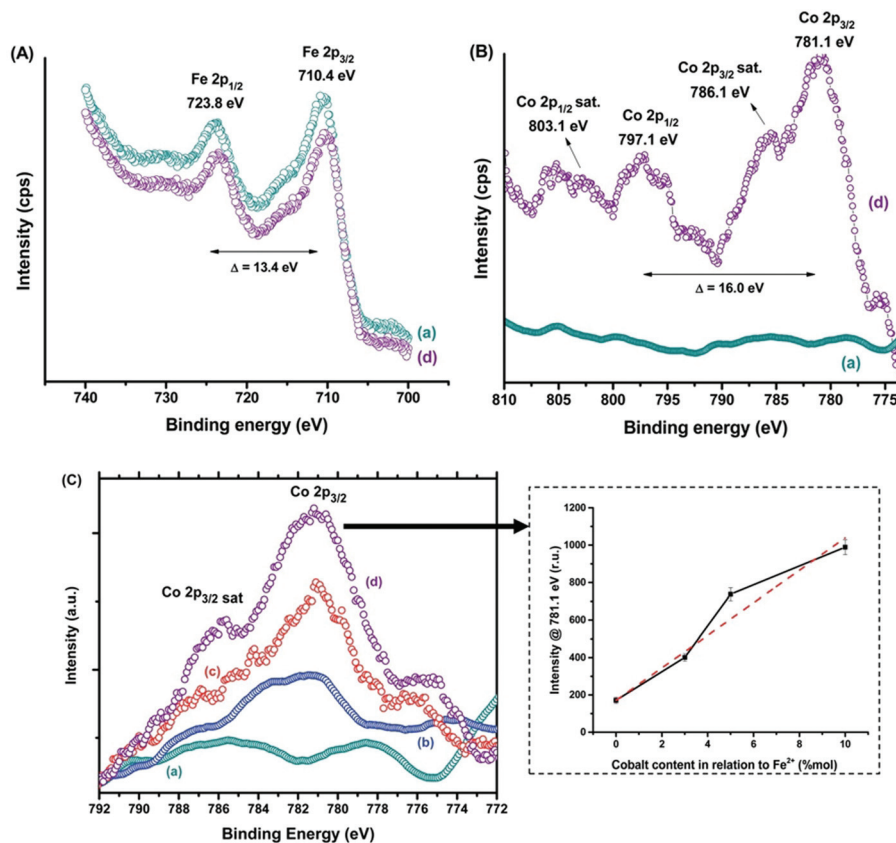 (A)
Fe 2p3/2
710.4 eV
Fe 2p1/2
723.8 eV
Δ = 13.4 eV
(a)
(d)
Intensity (cps)
740 730 720 710 700
Binding energy (eV)
(B)
Co 2p3/2
781.1 eV
Co 2p3/2 sat.
786.1 eV
Co 2p1/2 sat.
803.1 eV
Co 2p1/2
797.1 eV
(d)
Δ = 16.0 eV
(a)
Intensity (cps)
810 805 800 795 790 785 780 775
Binding energy (eV)
(C)
Co 2p3/2
Co 2p3/2 sat
(d)
(c)
(b)
(a)
Intensity (a.u.)
792 790 788 786 784 782 780 778 776 774 772
Binding Energy (eV)
1200
1000
800
600
400
200
0
Intensity @ 781.1 eV (r.u.)
0 2 4 6 8 10
Cobalt content in relation to Fe²⁺ (%mol)